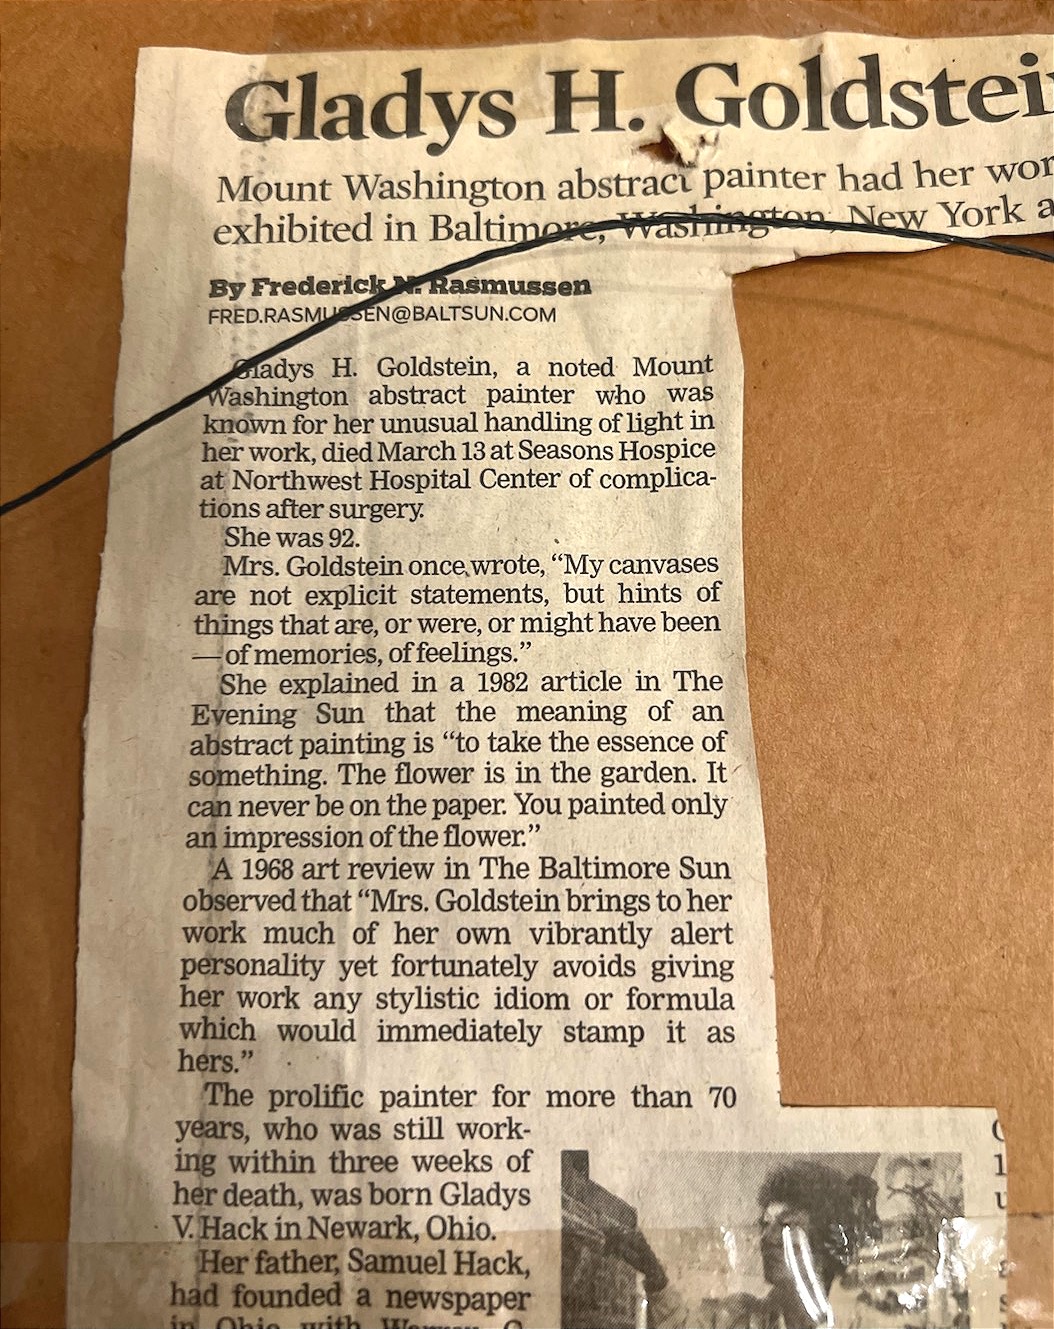 Gladys H. Goldstei
Mount Washington abstract painter had her wor
exhibited in Baltimore, Washington, New York a
By Frederick N. Rasmussen
FRED.RASMUSSEN@BALTSUN.COM
Gladys H. Goldstein, a noted Mount
Washington abstract painter who was
known for her unusual handling of light in
her work, died March 13 at Seasons Hospice
at Northwest Hospital Center of complica-
tions after surgery.
She was 92.
Mrs. Goldstein once wrote, “My canvases
are not explicit statements, but hints of
things that are, or were, or might have been
— of memories, of feelings.”
She explained in a 1982 article in The
Evening Sun that the meaning of an
abstract painting is “to take the essence of
something. The flower is in the garden. It
can never be on the paper. You painted only
an impression of the flower.”
A 1968 art review in The Baltimore Sun
observed that “Mrs. Goldstein brings to her
work much of her own vibrantly alert
personality yet fortunately avoids giving
her work any stylistic idiom or formula
which would immediately stamp it as
hers.”
The prolific painter for more than 70
years, who was still work-
ing within three weeks of
her death, was born Gladys
V. Hack in Newark, Ohio.
Her father, Samuel Hack,
had founded a newspaper
in Ohio with